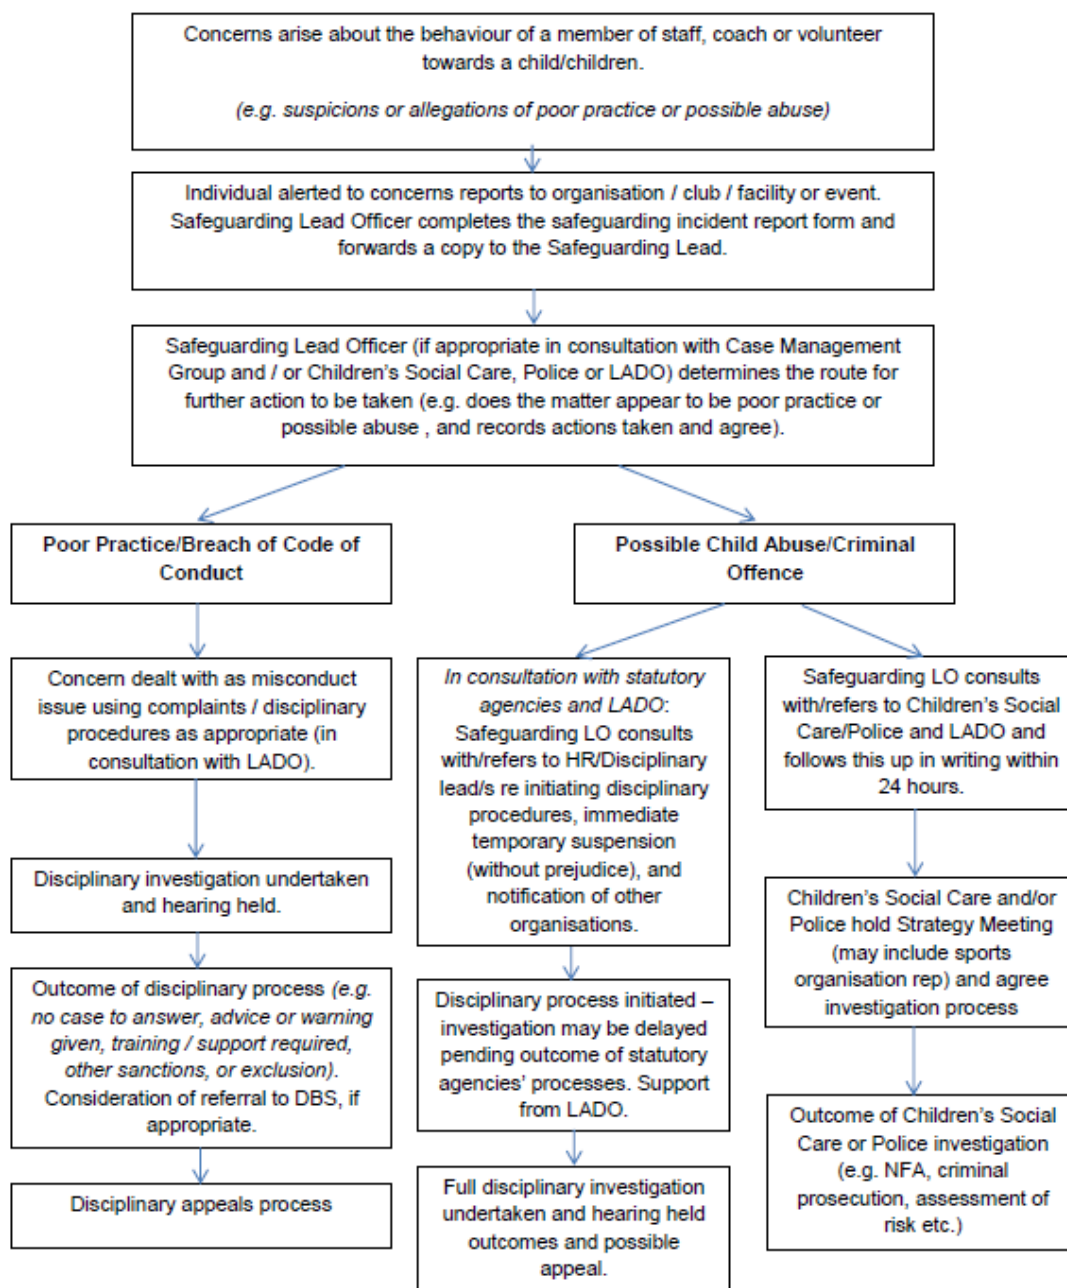 Concerns arise about the behaviour of a member of staff, coach or volunteer
towards a child/children.
(e.g. suspicions or allegations of poor practice or possible abuse)
Individual alerted to concerns reports to organisation / club / facility or event.
Safeguarding Lead Officer completes the safeguarding incident report form and
forwards a copy to the Safeguarding Lead.
Safeguarding Lead Officer (if appropriate in consultation with Case Management
Group and / or Children's Social Care, Police or LADO) determines the route for
further action to be taken (e.g. does the matter appear to be poor practice or
possible abuse , and records actions taken and agree).
Poor Practice/Breach of Code of
Conduct
Concern dealt with as misconduct
issue using complaints / disciplinary
procedures as appropriate (in
consultation with LADO).
Disciplinary investigation undertaken
and hearing held.
Outcome of disciplinary process (e.g.
no case to answer, advice or warning
given, training / support required,
other sanctions, or exclusion).
Consideration of referral to DBS, if
appropriate.
Disciplinary appeals process
Possible Child Abuse/Criminal
Offence
In consultation with statutory
agencies and LADO:
Safeguarding LO consults
with/refers to HR/Disciplinary
lead/s re initiating disciplinary
procedures, immediate
temporary suspension
(without prejudice), and
notification of other
organisations.
Disciplinary process initiated –
investigation may be delayed
pending outcome of statutory
agencies' processes. Support
from LADO.
Full disciplinary investigation
undertaken and hearing held
outcomes and possible
appeal.
Safeguarding LO consults
with/refers to Children's Social
Care/Police and LADO and
follows this up in writing within
24 hours.
Children's Social Care and/or
Police hold Strategy Meeting
(may include sports
organisation rep) and agree
investigation process
Outcome of Children's Social
Care or Police investigation
(e.g. NFA, criminal
prosecution, assessment of
risk etc.)